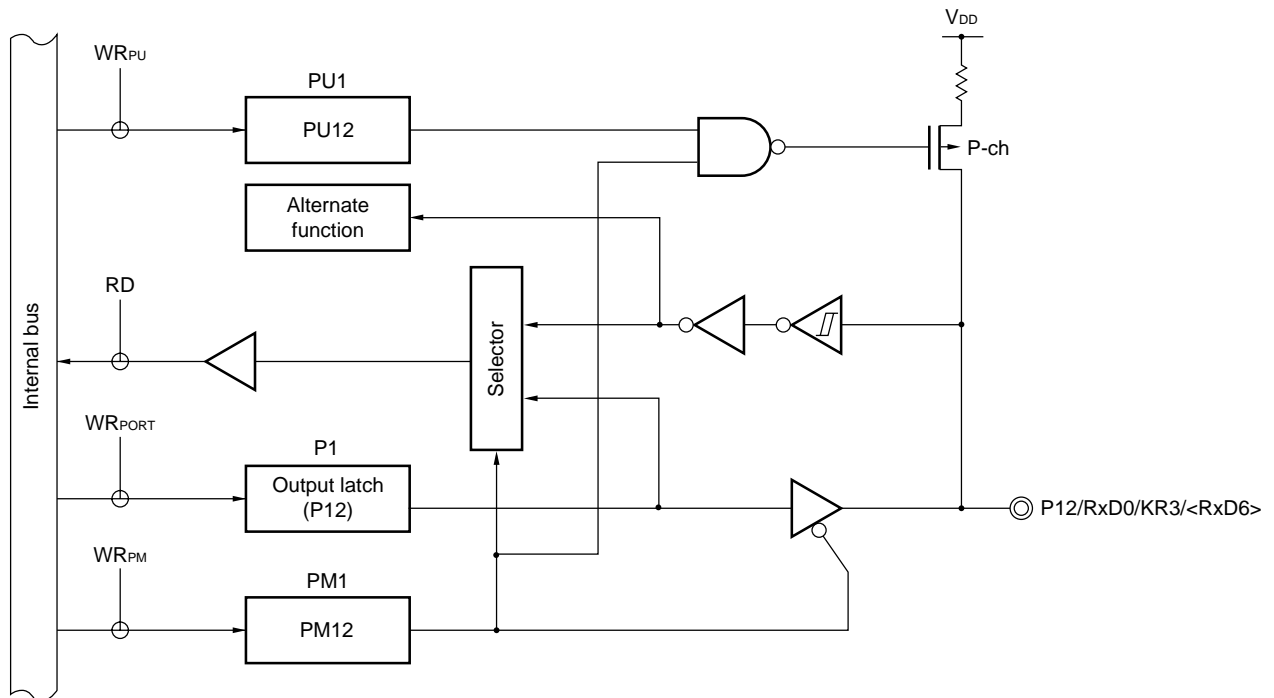 VDD
WRPU
PU1
PU12
P-ch
Alternate
function
RD
Internal bus
Selector
WRPORT
P1
Output latch
(P12)
P12/RxD0/KR3/<RxD6>
WRPM
PM1
PM12